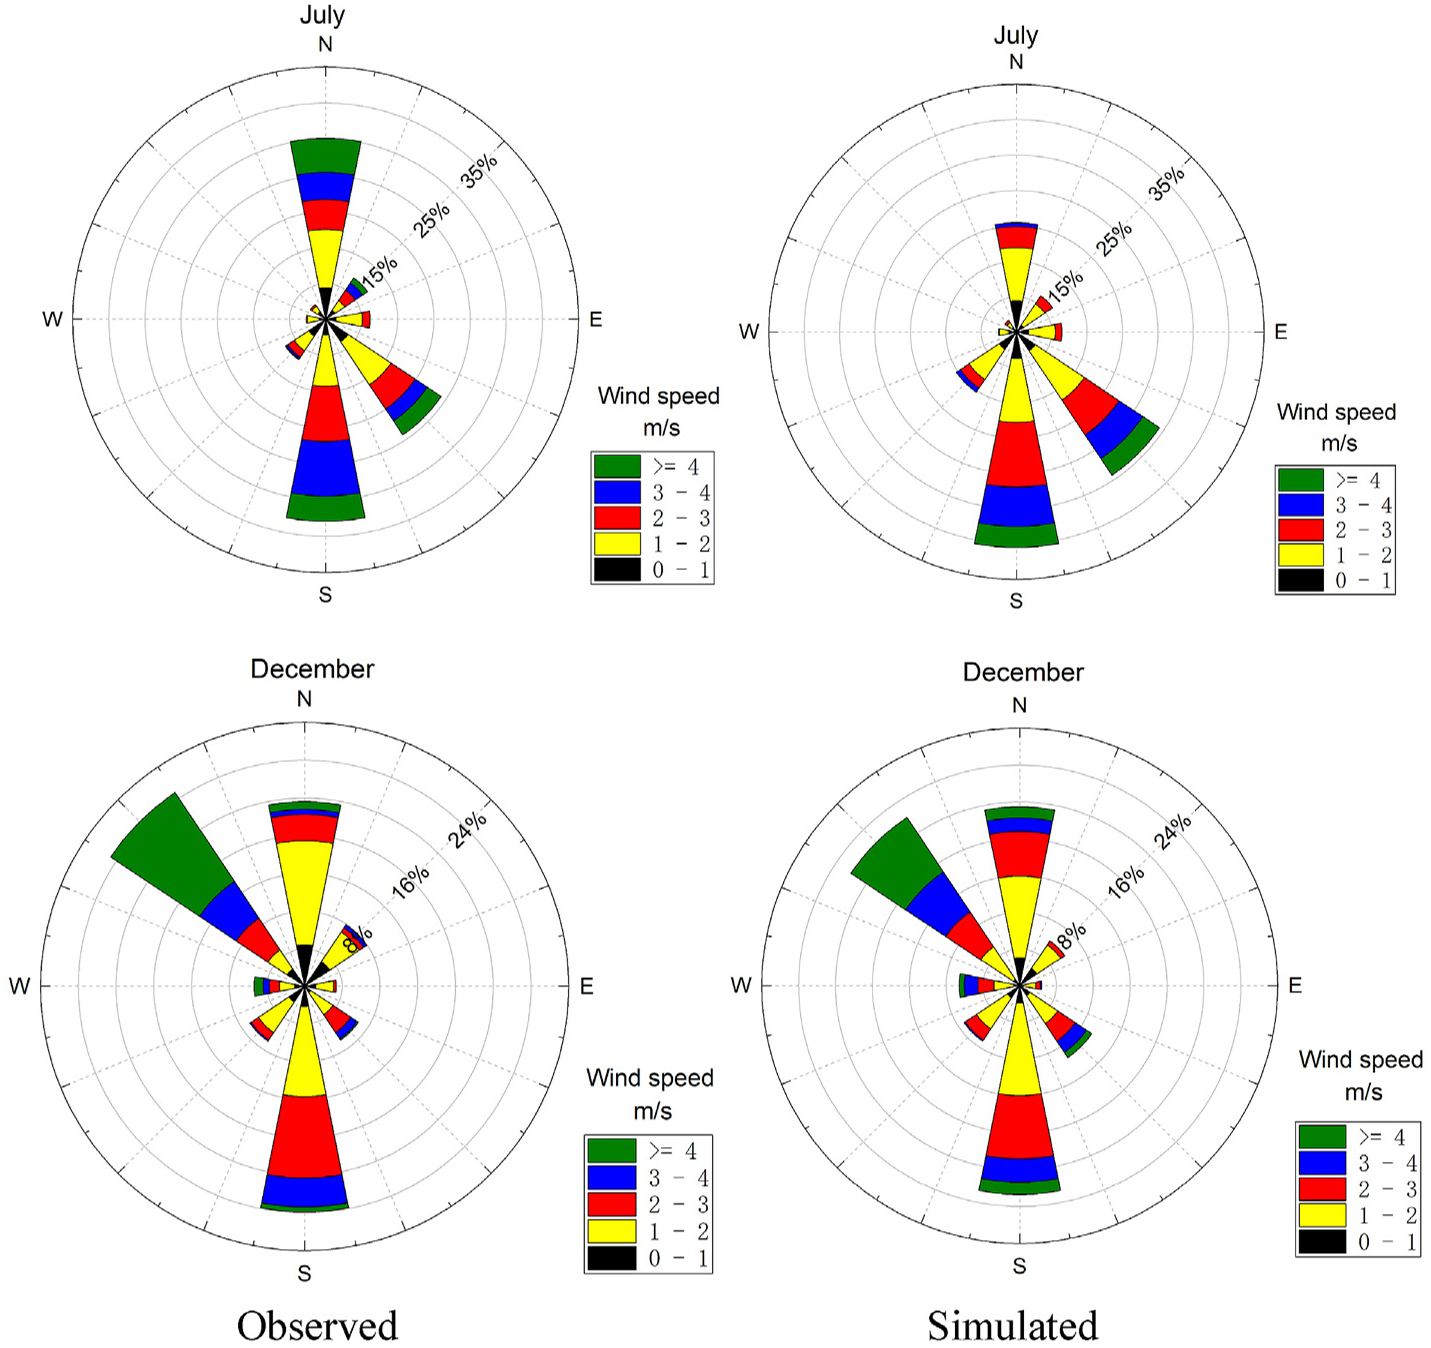 July
N
W
E
S
35%
25%
15%
Wind speed
m/s
>= 4
3 - 4
2 - 3
1 - 2
0 - 1
July
N
W
E
S
35%
25%
15%
Wind speed
m/s
>= 4
3 - 4
2 - 3
1 - 2
0 - 1
December
N
W
E
S
24%
16%
8%
Wind speed
m/s
>= 4
3 - 4
2 - 3
1 - 2
0 - 1
Observed
December
N
W
E
S
24%
16%
8%
Wind speed
m/s
>= 4
3 - 4
2 - 3
1 - 2
0 - 1
Simulated